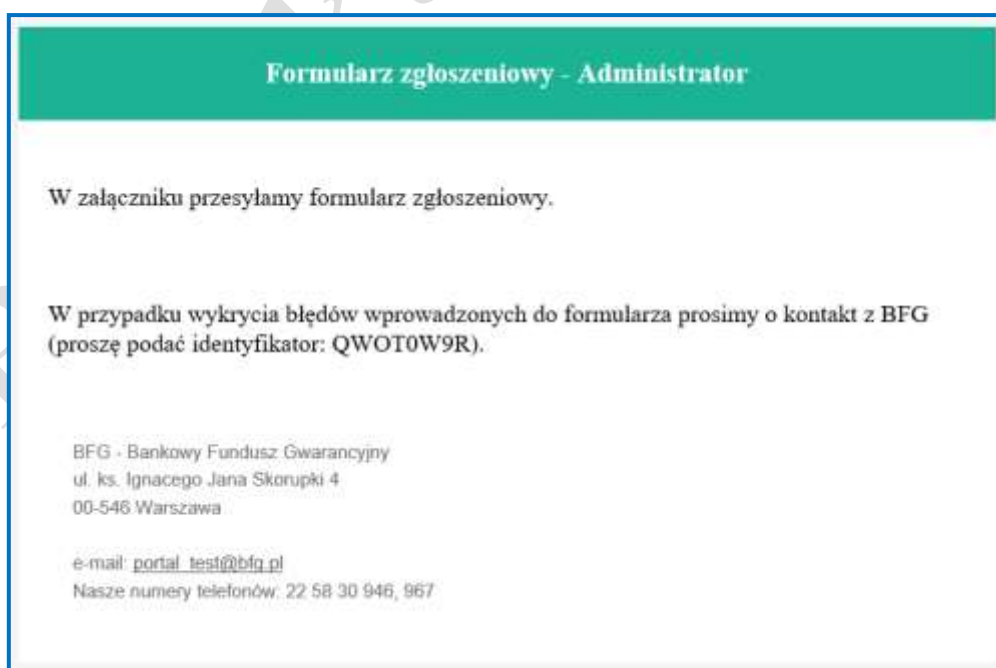 Formularz zgłoszeniowy - Administrator
W załączniku przesyłamy formularz zgłoszeniowy.
W przypadku wykrycia błędów wprowadzonych do formularza prosimy o kontakt z BFG
(proszę podać identyfikator: QWOT0W9R).
BFG - Bankowy Fundusz Gwarancyjny
ul. ks. Ignacego Jana Skorupki 4
00-546 Warszawa
e-mail: portal_test@bfg.pl
Nasze numery telefonów: 22 58 30 946, 967